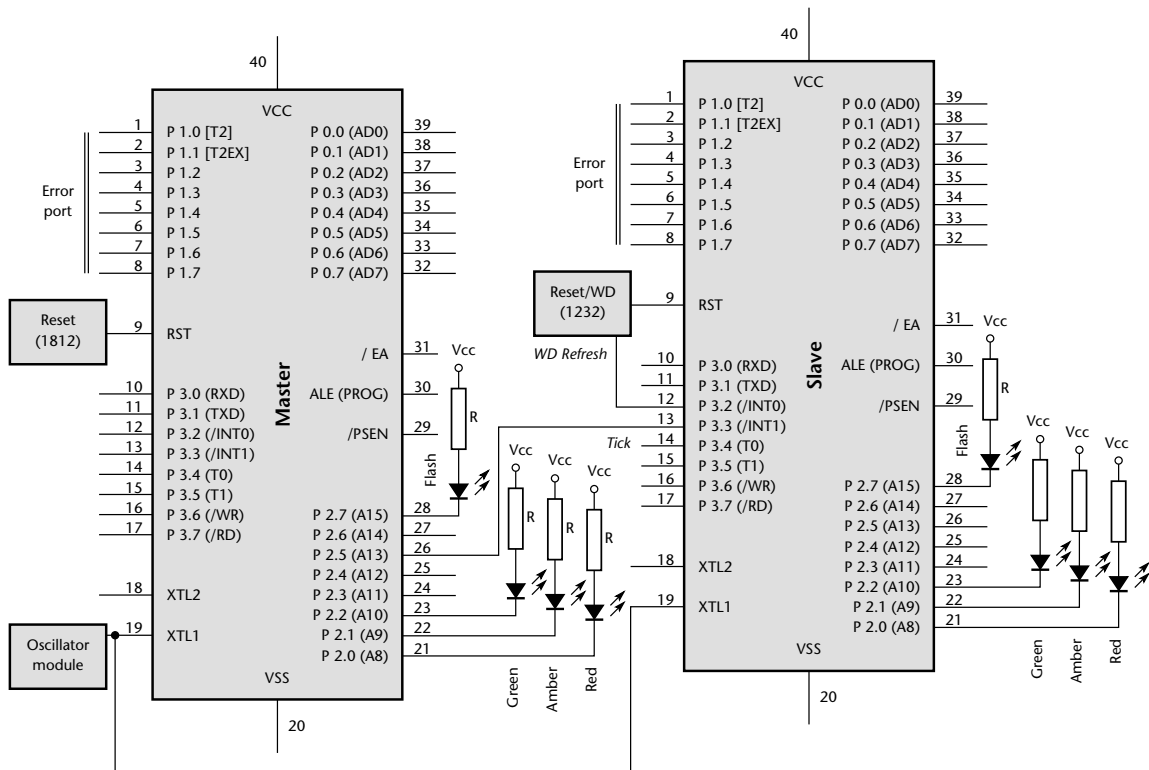 40
VCC
1 P 1.0 [T2] P 0.0 (AD0) 39
2 P 1.1 [T2EX] P 0.1 (AD1) 38
3 P 1.2 P 0.2 (AD2) 37
4 P 1.3 P 0.3 (AD3) 36
5 P 1.4 P 0.4 (AD4) 35
6 P 1.5 P 0.5 (AD5) 34
7 P 1.6 P 0.6 (AD6) 33
8 P 1.7 P 0.7 (AD7) 32
Error
port
Reset
(1812)
9 RST
/ EA 31
Master
10 P 3.0 (RXD) ALE (PROG) 30
11 P 3.1 (TXD)
12 P 3.2 (/INT0) /PSEN 29
13 P 3.3 (/INT1)
14 P 3.4 (T0)
15 P 3.5 (T1)
16 P 3.6 (/WR) P 2.7 (A15) 28
17 P 3.7 (/RD) P 2.6 (A14) 27
P 2.5 (A13) 26
P 2.4 (A12) 25
18 XTL2 P 2.3 (A11) 24
P 2.2 (A10) 23
19 XTL1 P 2.1 (A9) 22
P 2.0 (A8) 21
Oscillator
module
VSS
20
Vcc
R
Flash
Vcc
R
Vcc
R
Vcc
R
Green
Amber
Red
40
VCC
1 P 1.0 [T2] P 0.0 (AD0) 39
2 P 1.1 [T2EX] P 0.1 (AD1) 38
3 P 1.2 P 0.2 (AD2) 37
4 P 1.3 P 0.3 (AD3) 36
5 P 1.4 P 0.4 (AD4) 35
6 P 1.5 P 0.5 (AD5) 34
7 P 1.6 P 0.6 (AD6) 33
8 P 1.7 P 0.7 (AD7) 32
Error
port
Reset/WD
(1232)
WD Refresh
9 RST
/ EA 31
Slave
10 P 3.0 (RXD) ALE (PROG) 30
11 P 3.1 (TXD)
12 P 3.2 (/INT0) /PSEN 29
13 P 3.3 (/INT1)
Tick
14 P 3.4 (T0)
15 P 3.5 (T1)
16 P 3.6 (/WR) P 2.7 (A15) 28
17 P 3.7 (/RD) P 2.6 (A14) 27
P 2.5 (A13) 26
P 2.4 (A12) 25
18 XTL2 P 2.3 (A11) 24
P 2.2 (A10) 23
19 XTL1 P 2.1 (A9) 22
P 2.0 (A8) 21
VSS
20
Vcc
R
Flash
Vcc
Vcc
Vcc
Green
Amber
Red